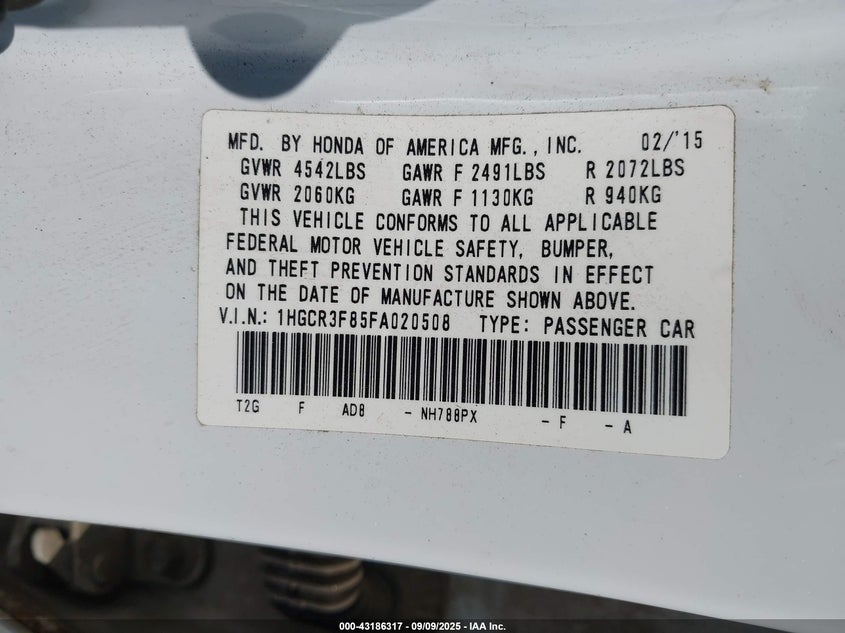 MFD. BY HONDA OF AMERICA MFG., INC. 02/'15
GVWR 4542LBS GAWR F 2491LBS R 2072LBS
GVWR 2060KG GAWR F 1130KG R 940KG
THIS VEHICLE CONFORMS TO ALL APPLICABLE
FEDERAL MOTOR VEHICLE SAFETY, BUMPER,
AND THEFT PREVENTION STANDARDS IN EFFECT
ON THE DATE OF MANUFACTURE SHOWN ABOVE.
V.I.N.: 1HGCR3F85FA020508 TYPE: PASSENGER CAR
T2G F AD8 - NH788PX - F - A
000-43186317 - 09/09/2025 - IAA Inc.